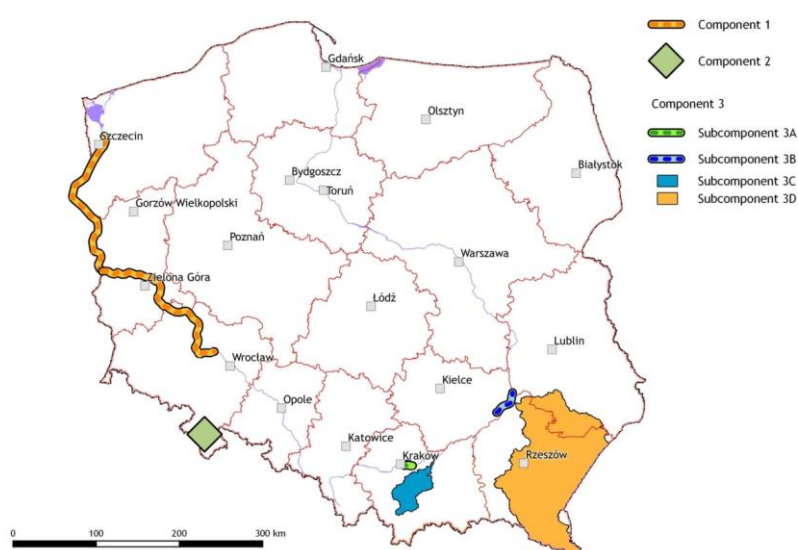 Component 1
Component 2
Component 3
Subcomponent 3A
Subcomponent 3B
Subcomponent 3C
Subcomponent 3D
Gdańsk
Olsztyn
Szczecin
Białystok
Bydgoszcz
Toruń
Gorzów Wielkopolski
Poznań
Warszawa
Zielona Góra
Łódź
Lublin
Wrocław
Kielce
Opole
Katowice
Kraków
Rzeszów
0 100 200 300 km